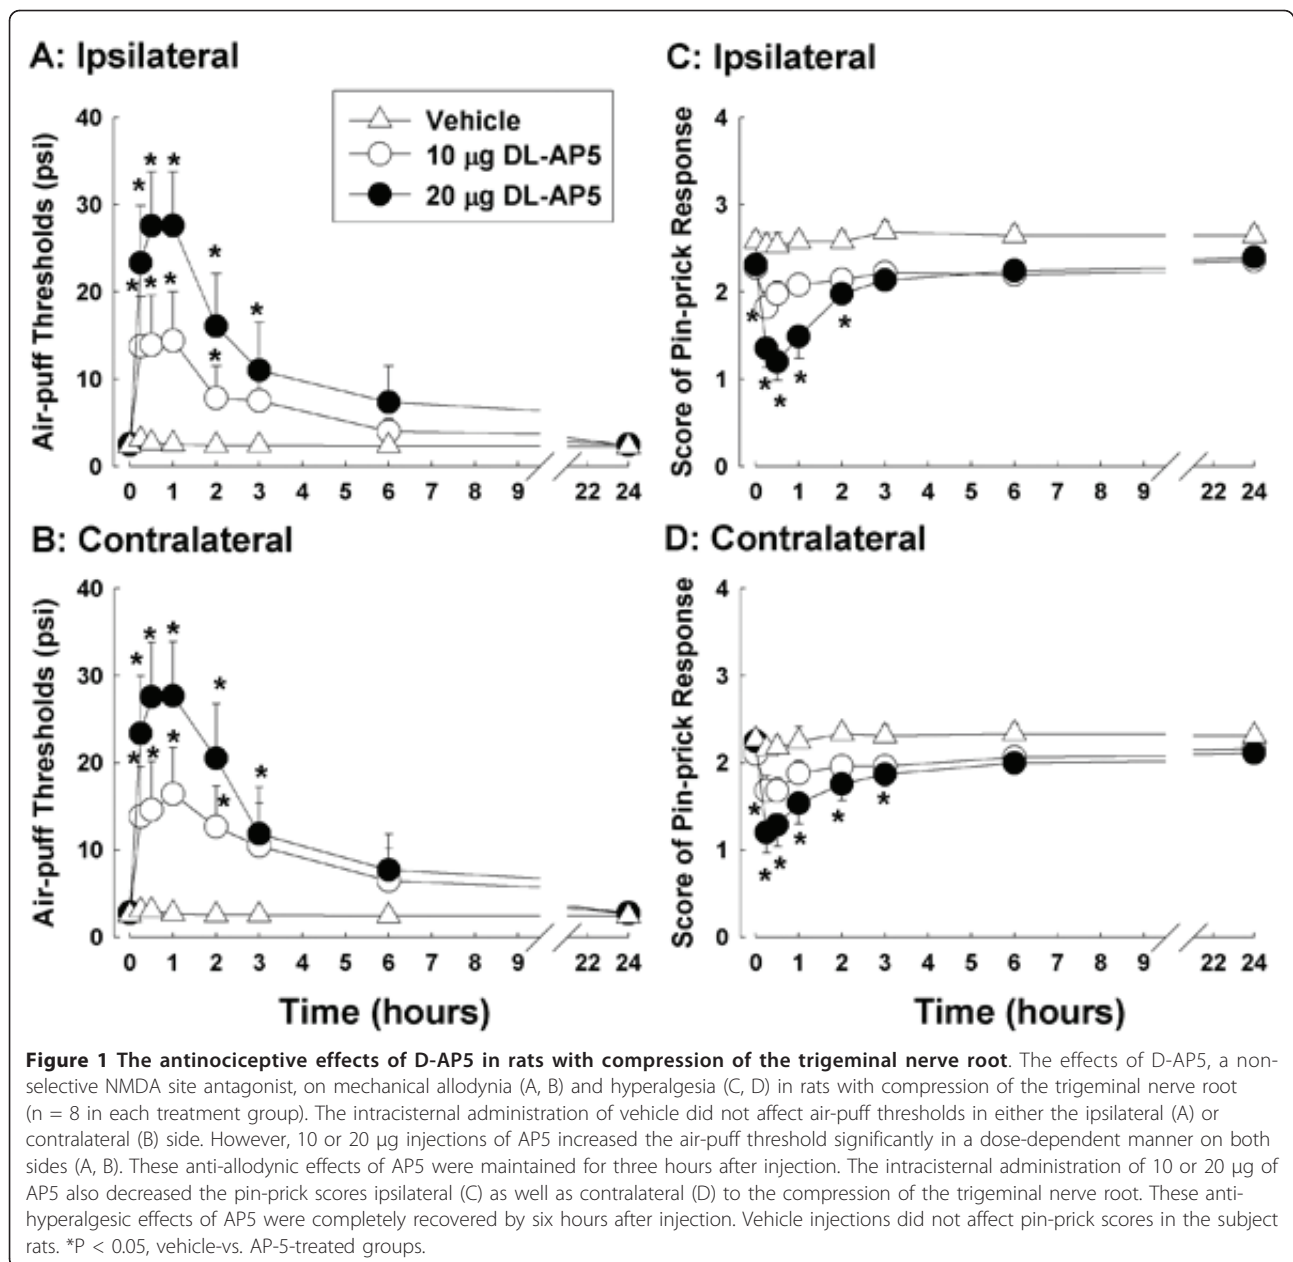 A: Ipsilateral
Air-puff Thresholds (psi)
40
30
20
10
0
* * * * * * * * *
0 1 2 3 4 5 6 7 8 9 22 24
Vehicle
10 µg DL-AP5
20 µg DL-AP5
C: Ipsilateral
Score of Pin-prick Response
4
3
2
1
0
* * * * *
0 1 2 3 4 5 6 7 8 9 22 24
B: Contralateral
Air-puff Thresholds (psi)
40
30
20
10
0
* * * * * * * * *
0 1 2 3 4 5 6 7 8 9 22 24
Time (hours)
D: Contralateral
Score of Pin-prick Response
4
3
2
1
0
* * * * * *
0 1 2 3 4 5 6 7 8 9 22 24
Time (hours)
Figure 1 The antinociceptive effects of D-AP5 in rats with compression of the trigeminal nerve root. The effects of D-AP5, a non-
selective NMDA site antagonist, on mechanical allodynia (A, B) and hyperalgesia (C, D) in rats with compression of the trigeminal nerve root
(n = 8 in each treatment group). The intracisternal administration of vehicle did not affect air-puff thresholds in either the ipsilateral (A) or
contralateral (B) side. However, 10 or 20 µg injections of AP5 increased the air-puff threshold significantly in a dose-dependent manner on both
sides (A, B). These anti-allodynic effects of AP5 were maintained for three hours after injection. The intracisternal administration of 10 or 20 µg of
AP5 also decreased the pin-prick scores ipsilateral (C) as well as contralateral (D) to the compression of the trigeminal nerve root. These anti-
hyperalgesic effects of AP5 were completely recovered by six hours after injection. Vehicle injections did not affect pin-prick scores in the subject
rats. *P < 0.05, vehicle-vs. AP-5-treated groups.